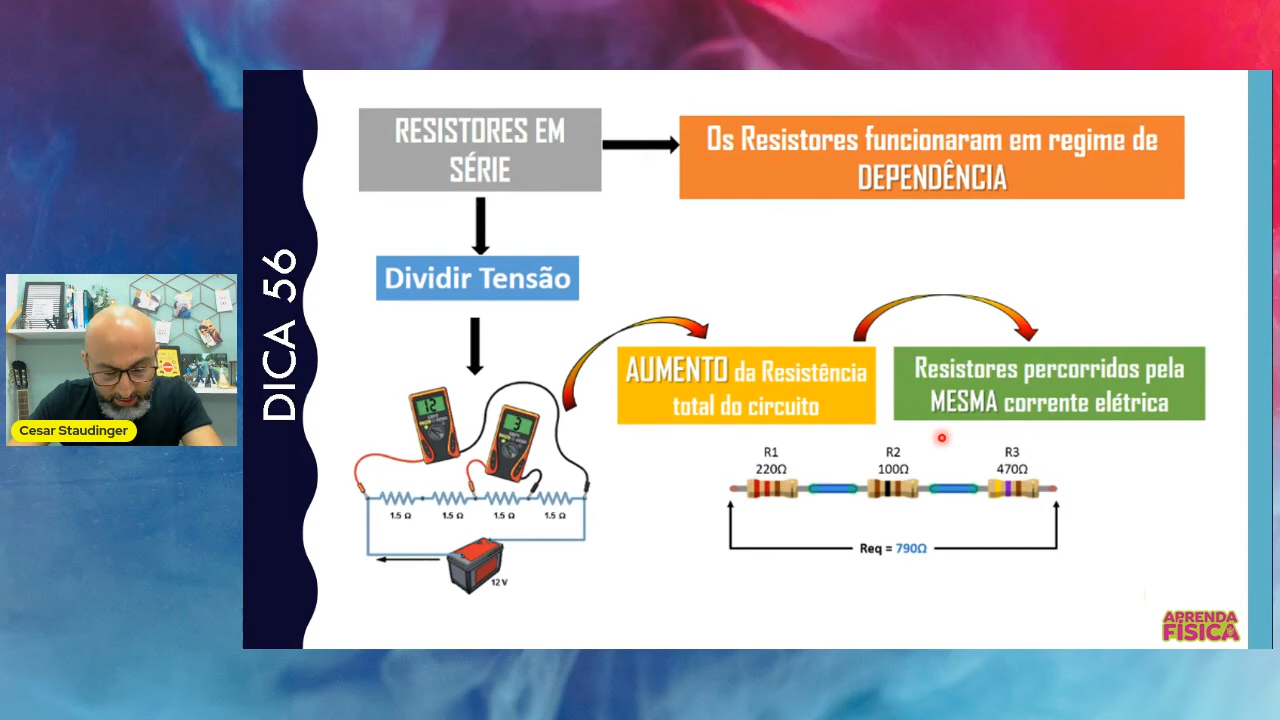 DICA 56
RESISTORES EM
SÉRIE
Os Resistores funcionaram em regime de
DEPENDÊNCIA
Dividir Tensão
AUMENTO da Resistência
total do circuito
Resistores percorridos pela
MESMA corrente elétrica
12
3
1.5 Ω 1.5 Ω 1.5 Ω 1.5 Ω
12 V
R1 R2 R3
220Ω 100Ω 470Ω
Req = 790Ω
Cesar Staudinger
APRENDA
FÍSICA